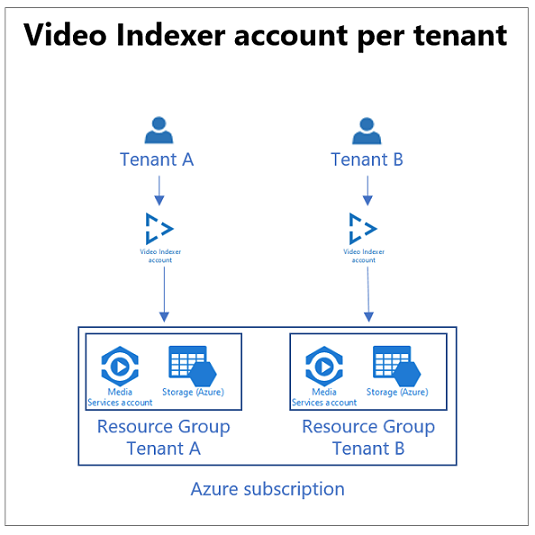 Video Indexer account per tenant
Tenant A
Tenant B
Video Indexer
account
Video Indexer
account
Media
Services account
Storage (Azure)
Media
Services account
Storage (Azure)
Resource Group
Tenant A
Resource Group
Tenant B
Azure subscription